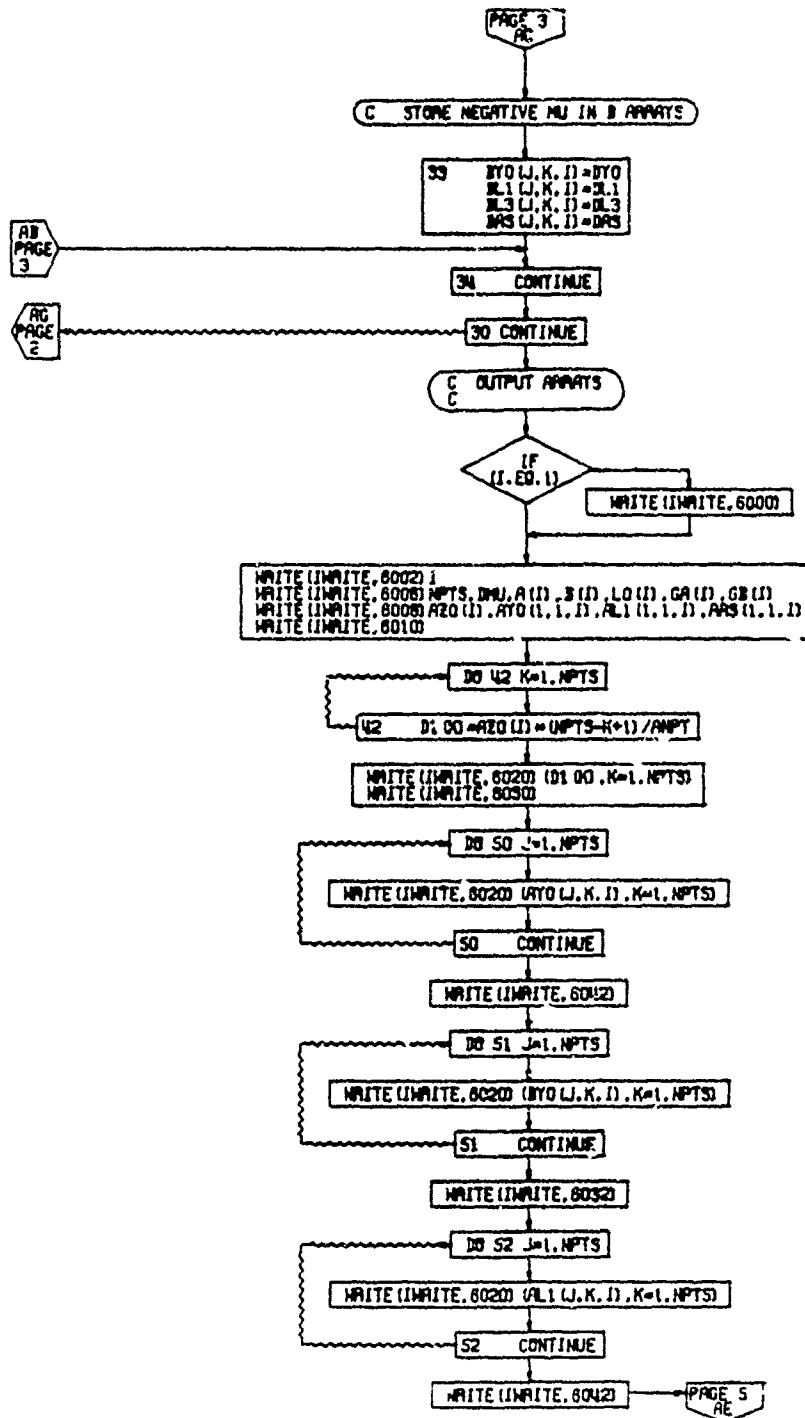 PAGE 3
AC
C STORE NEGATIVE MU IN B ARRAYS
33 BYO(J,K,I)=DYO
BL1(J,K,I)=DL1
BL3(J,K,I)=DL3
BAS(J,K,I)=DAS
AB
PAGE
3
34 CONTINUE
AG
PAGE
2
30 CONTINUE
C OUTPUT ARRAYS
C
IF
(I.EQ.1)
WRITE(IWRITE,6000)
WRITE(IWRITE,6002)I
WRITE(IWRITE,6006)NPTS,DMU,A(I),B(I),LO(I),GA(I),GB(I)
WRITE(IWRITE,6008)AZO(I),AYO(1,1,I),AL1(1,1,I),AAS(1,1,I)
WRITE(IWRITE,6010)
DO 42 K=1,NPTS
42 D1(K)=AZO(I)*(NPTS-K+1)/ANPT
WRITE(IWRITE,6020)(D1(K),K=1,NPTS)
WRITE(IWRITE,6030)
DO 50 J=1,NPTS
WRITE(IWRITE,6020)(AYO(J,K,I),K=1,NPTS)
50 CONTINUE
WRITE(IWRITE,6042)
DO 51 J=1,NPTS
WRITE(IWRITE,6020)(BYO(J,K,I),K=1,NPTS)
51 CONTINUE
WRITE(IWRITE,6032)
DO 52 J=1,NPTS
WRITE(IWRITE,6020)(AL1(J,K,I),K=1,NPTS)
52 CONTINUE
WRITE(IWRITE,6042)
PAGE 5
AE